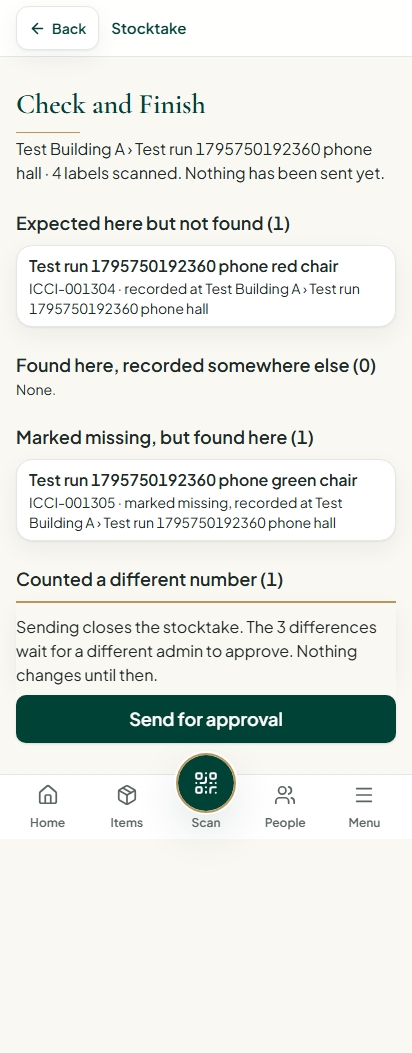 Back
Stocktake
Check and Finish
Test Building A › Test run 1795750192360 phone
hall · 4 labels scanned. Nothing has been sent yet.
Expected here but not found (1)
Test run 1795750192360 phone red chair
ICCI-001304 · recorded at Test Building A › Test run
1795750192360 phone hall
Found here, recorded somewhere else (0)
None.
Marked missing, but found here (1)
Test run 1795750192360 phone green chair
ICCI-001305 · marked missing, recorded at Test
Building A › Test run 1795750192360 phone hall
Counted a different number (1)
Sending closes the stocktake. The 3 differences
wait for a different admin to approve. Nothing
changes until then.
Send for approval
Home
Items
Scan
People
Menu